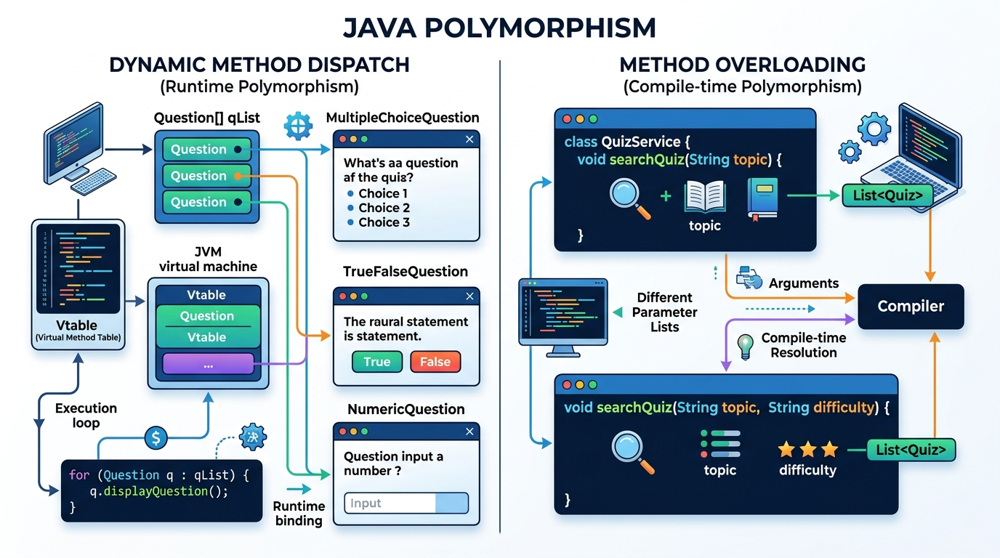 JAVA POLYMORPHISM
DYNAMIC METHOD DISPATCH
(Runtime Polymorphism)
Question[] qList
Question
Question
Question
MultipleChoiceQuestion
What's aa question
af the quis?
Choice 1
Choice 2
Choice 3
Vtable
(Virtual Method Table)
JVM
virtual machine
Vtable
Question
Vtable
...
TrueFalseQuestion
The raural statement
is statement.
True
False
Execution
loop
$
for (Question q : qList) {
q.displayQuestion();
}
Runtime
binding
NumericQuestion
Question input a
number ?
Input
METHOD OVERLOADING
(Compile-time Polymorphism)
class QuizService {
void searchQuiz(String topic) {
+
topic
}
List<Quiz>
Arguments
Different
Parameter
Lists
Compiler
Compile-time
Resolution
void searchQuiz(String topic, String difficulty) {
topic
difficulty
List<Quiz>
}